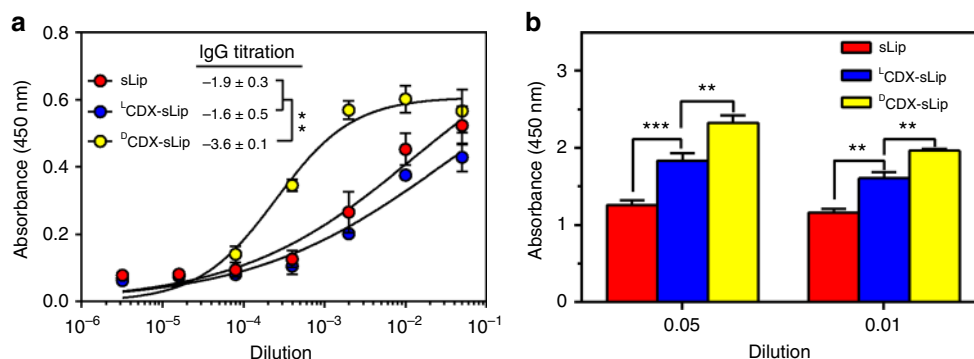 a
Absorbance (450 nm)
0.8
0.6
0.4
0.2
0.0
IgG titration
sLip −1.9 ± 0.3
ᴸCDX-sLip −1.6 ± 0.5
ᴰCDX-sLip −3.6 ± 0.1
**
10⁻⁶ 10⁻⁵ 10⁻⁴ 10⁻³ 10⁻² 10⁻¹
Dilution
b
Absorbance (450 nm)
3
2
1
0
sLip
ᴸCDX-sLip
ᴰCDX-sLip
*** ** ** **
0.05 0.01
Dilution